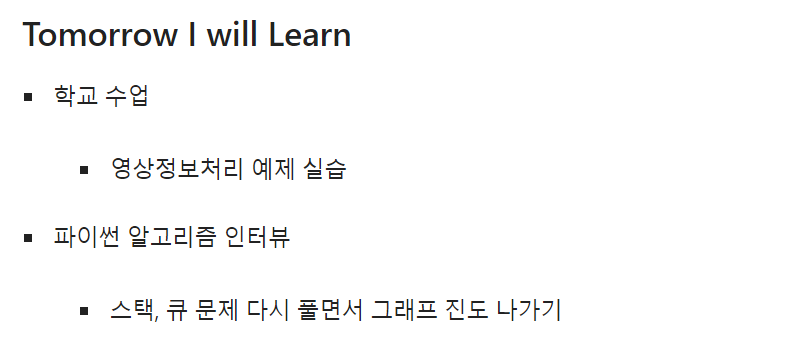 Tomorrow I will Learn
학교 수업
영상정보처리 예제 실습
파이썬 알고리즘 인터뷰
스택, 큐 문제 다시 풀면서 그래프 진도 나가기